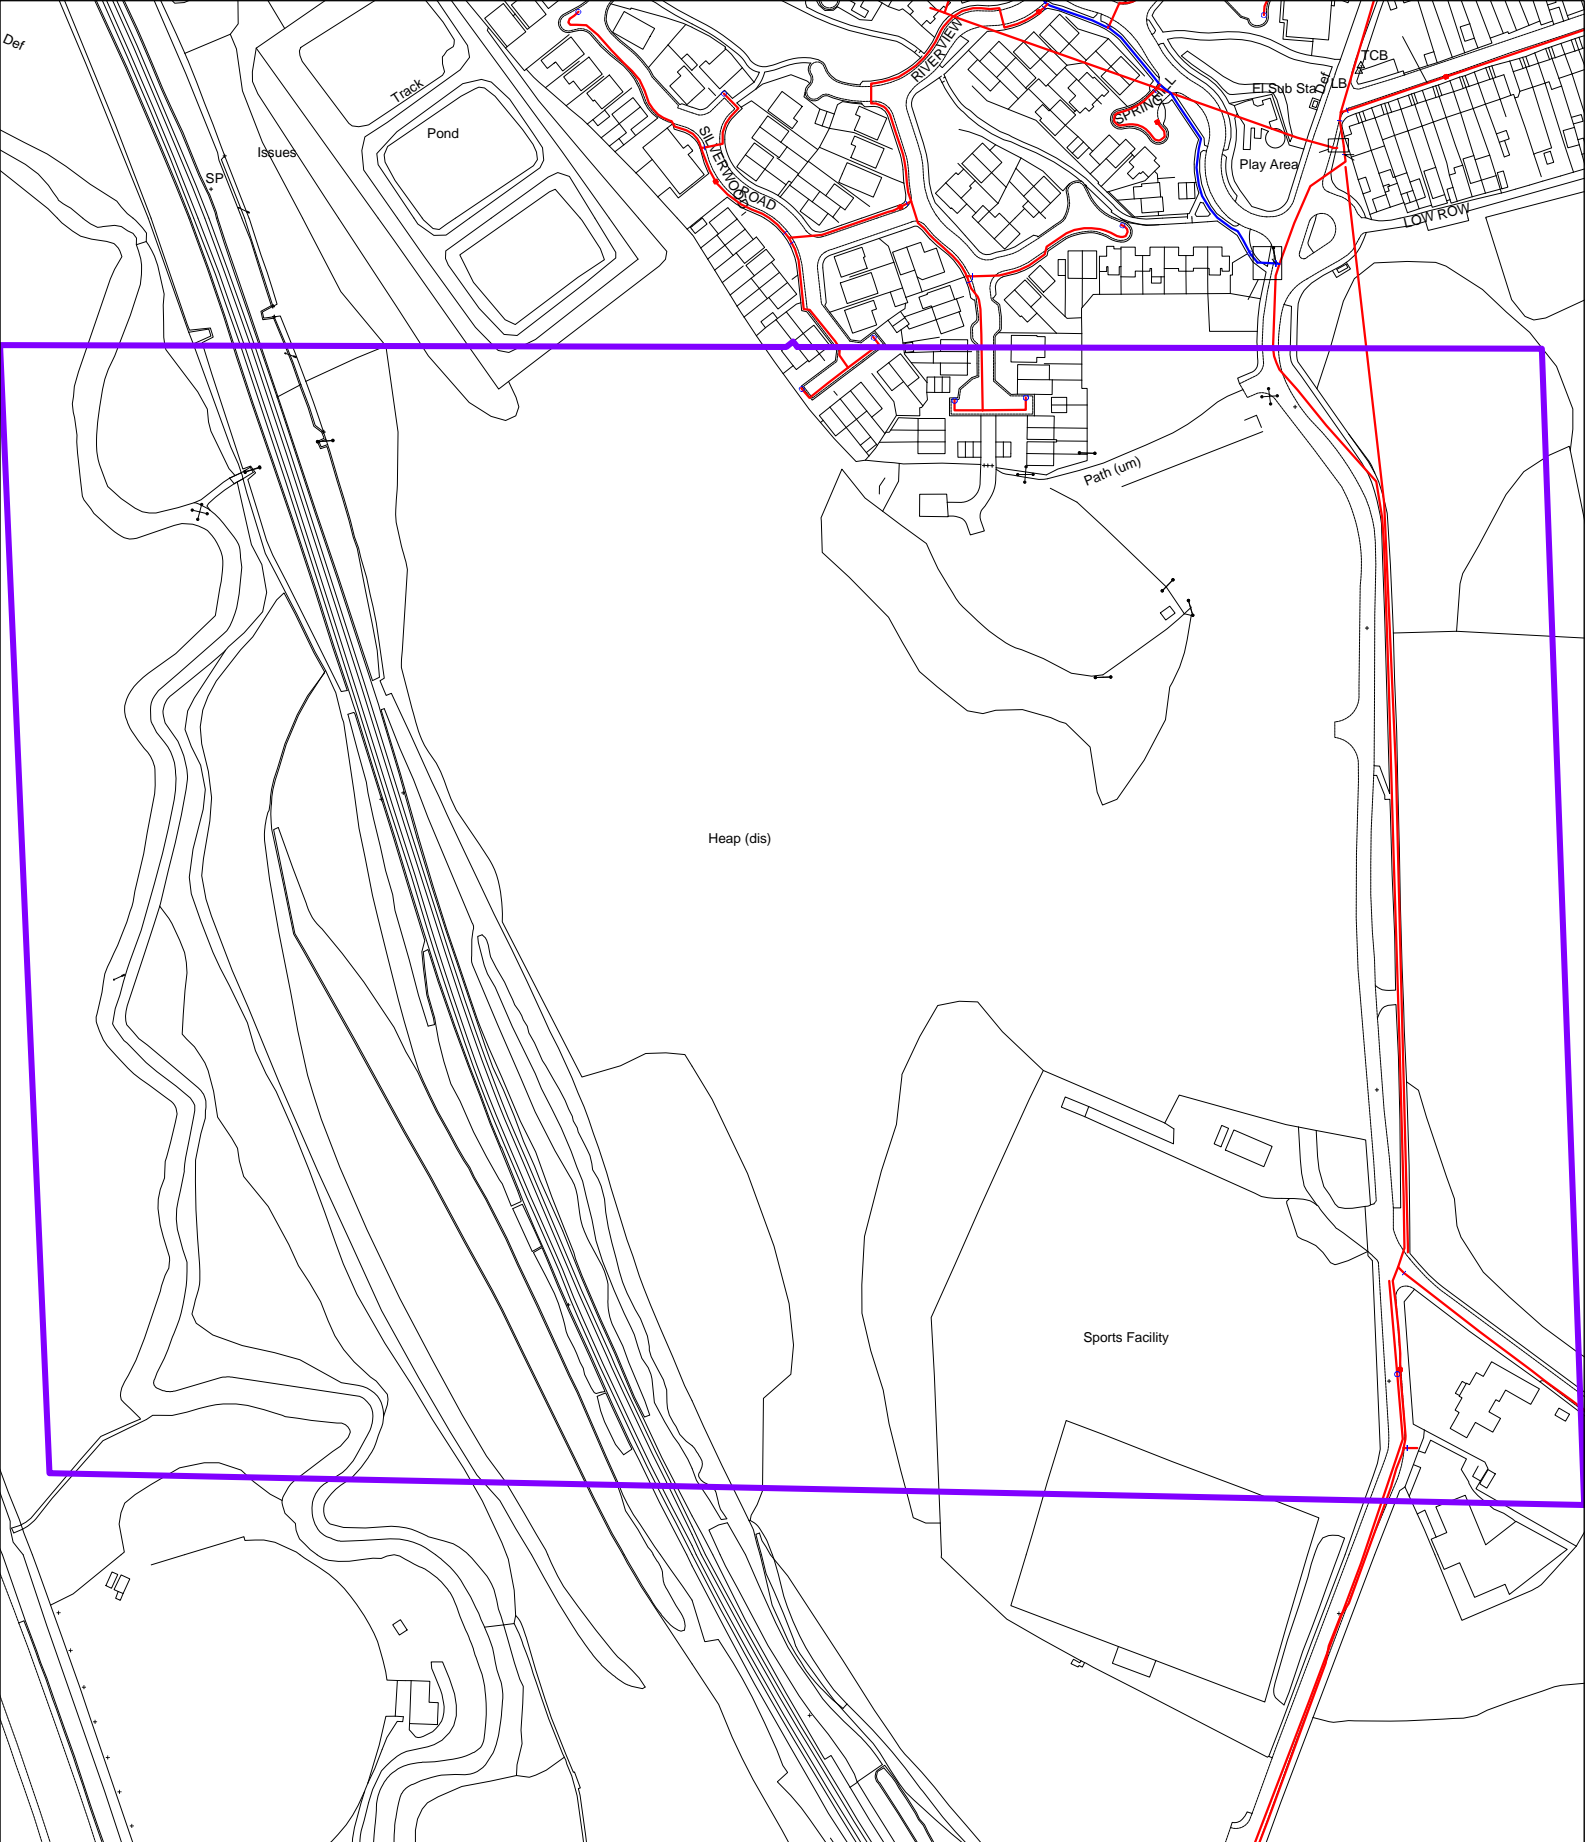 Def
RIVERVIEW
TCB
Track
El Sub Sta
Def
LB
SPRING
Pond
Issues
Play Area
SP
SILVERWOOD
ROAD
LOW ROW
Path (um)
Heap (dis)
Sports Facility